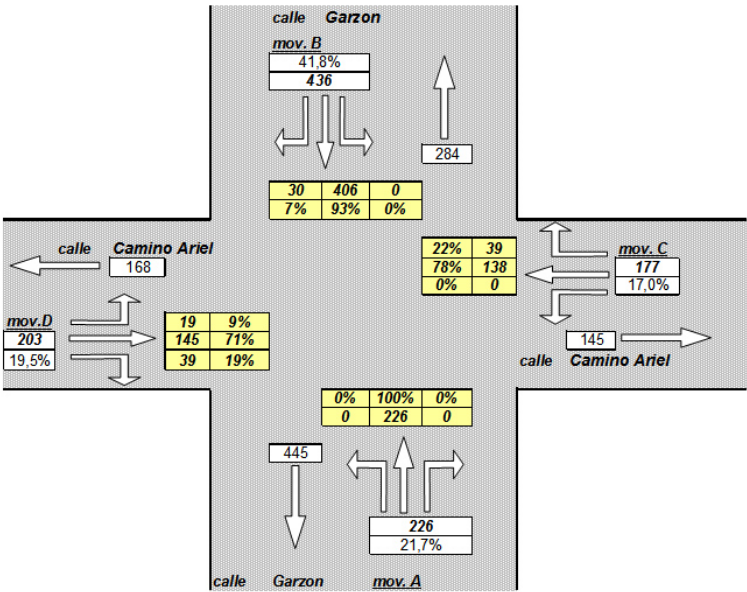 calle Garzon
mov. B
41,8%
436
284
30 406 0
7% 93% 0%
calle Camino Ariel
168
22% 39
78% 138
0% 0
mov. C
177
17,0%
mov.D
203
19,5%
19 9%
145 71%
39 19%
145
calle Camino Ariel
0% 100% 0%
0 226 0
445
226
21,7%
calle Garzon mov. A